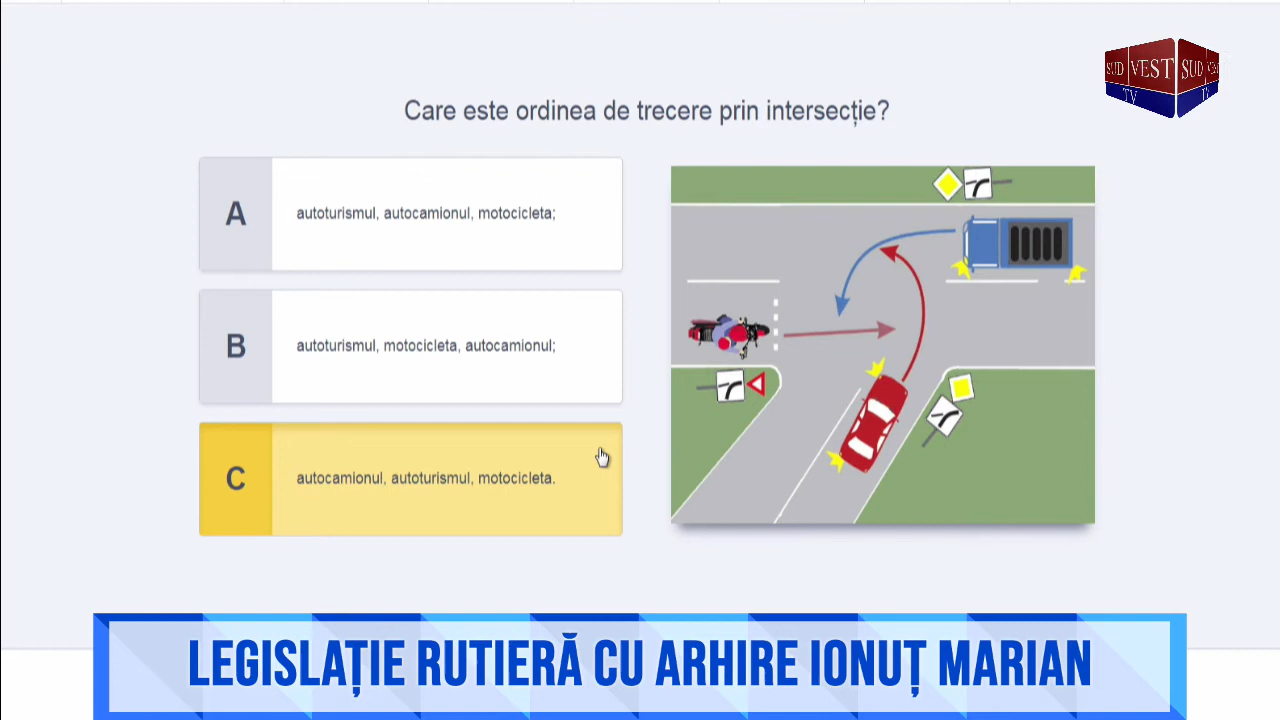 SUD VEST SUD VEST
TV
Care este ordinea de trecere prin intersecție?
A
autoturismul, autocamionul, motocicleta;
B
autoturismul, motocicleta, autocamionul;
C
autocamionul, autoturismul, motocicleta.
LEGISLAȚIE RUTIERĂ CU ARHIRE IONUȚ MARIAN